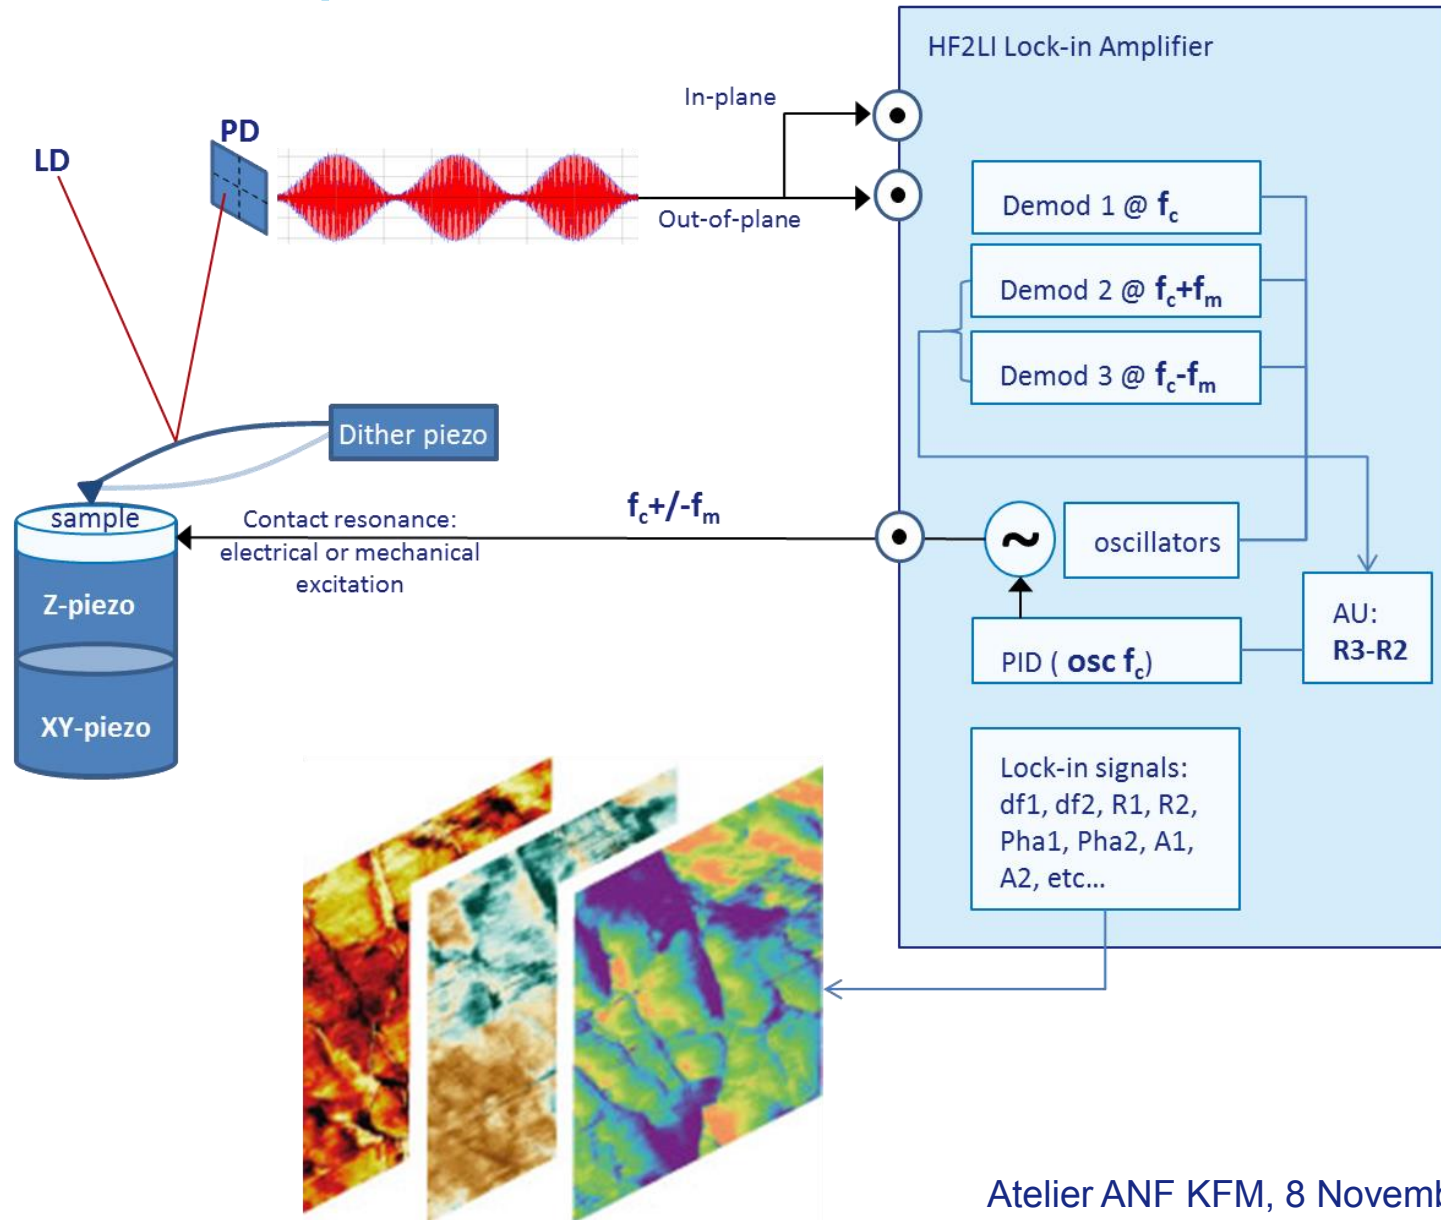 HF2LI Lock-in Amplifier
In-plane
PD
LD
Out-of-plane
Demod 1 @ fc
Demod 2 @ fc+fm
Demod 3 @ fc-fm
Dither piezo
fc+/-fm
sample
Contact resonance:
electrical or mechanical
excitation
~
oscillators
Z-piezo
AU:
R3-R2
PID ( osc fc)
XY-piezo
Lock-in signals:
df1, df2, R1, R2,
Pha1, Pha2, A1,
A2, etc...
Atelier ANF KFM, 8 Novemb